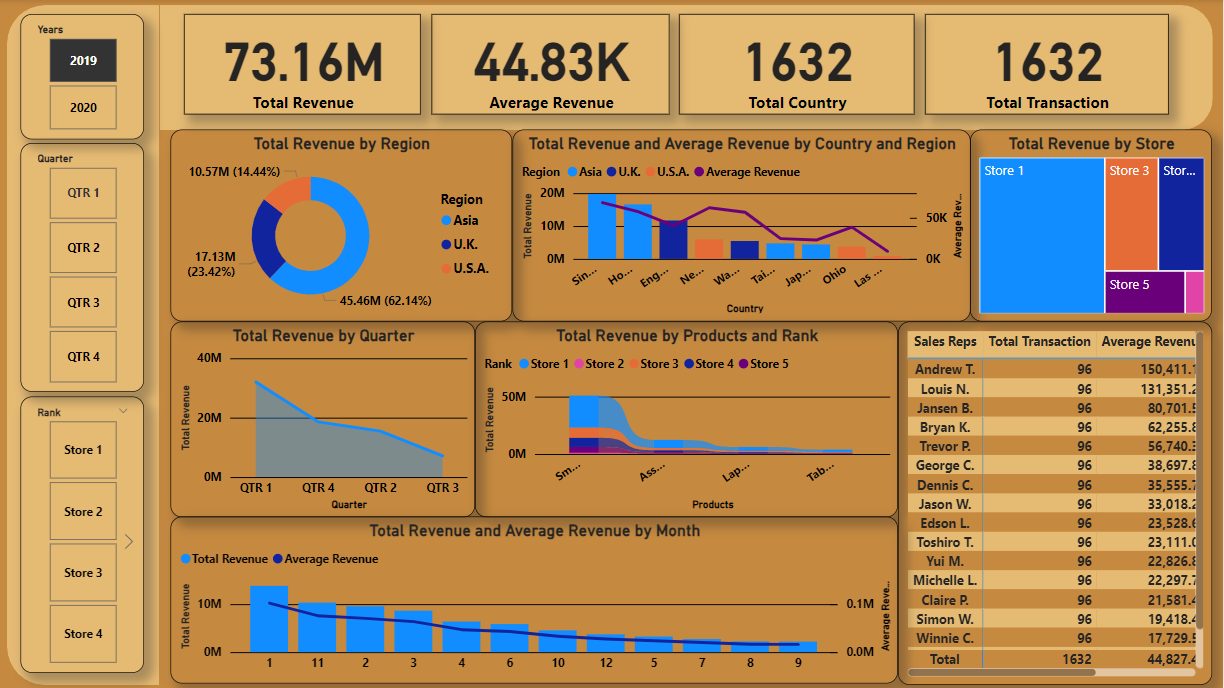 Years
2019
2020
Quarter
QTR 1
QTR 2
QTR 3
QTR 4
Rank
Store 1
Store 2
Store 3
Store 4
73.16M
Total Revenue
44.83K
Average Revenue
1632
Total Country
1632
Total Transaction
Total Revenue by Region
10.57M (14.44%)
17.13M
(23.42%)
45.46M (62.14%)
Region
Asia
U.K.
U.S.A.
Total Revenue and Average Revenue by Country and Region
Region Asia U.K. U.S.A. Average Revenue
Total Revenue
20M
10M
0M
50K
0K
Average Rev...
Sin... Ho... Eng... Ne... Wa... Tai... Jap... Ohio Las ...
Country
Total Revenue by Store
Store 1
Store 3
Stor...
Store 5
Total Revenue by Quarter
Total Revenue
40M
20M
0M
QTR 1 QTR 4 QTR 2 QTR 3
Quarter
Total Revenue by Products and Rank
Rank Store 1 Store 2 Store 3 Store 4 Store 5
Total Revenue
50M
0M
Sm... Ass... Lap... Tab...
Products
Total Revenue and Average Revenue by Month
Total Revenue Average Revenue
Total Revenue
10M
0M
0.1M
0.0M
Average Reve...
1 11 2 3 4 6 10 12 5 7 8 9
Sales Reps Total Transaction Average Revenu
Andrew T. 96 150,411.1
Louis N. 96 131,351.2
Jansen B. 96 80,701.5
Bryan K. 96 62,255.8
Trevor P. 96 56,740.3
George C. 96 38,697.8
Dennis C. 96 35,555.7
Jason W. 96 33,018.2
Edson L. 96 23,528.6
Toshiro T. 96 23,111.0
Yui M. 96 22,826.8
Michelle L. 96 22,297.7
Claire P. 96 21,581.4
Simon W. 96 19,418.4
Winnie C. 96 17,729.5
Total 1632 44,827.4